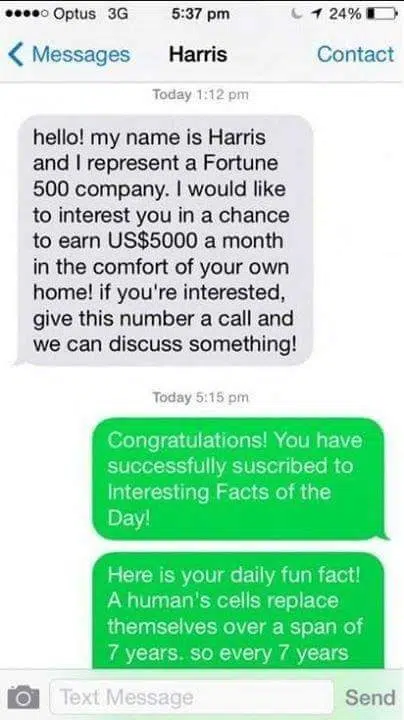 Optus 3G 5:37 pm 24%
Messages Harris Contact
Today 1:12 pm
hello! my name is Harris
and I represent a Fortune
500 company. I would like
to interest you in a chance
to earn US$5000 a month
in the comfort of your own
home! if you're interested,
give this number a call and
we can discuss something!
Today 5:15 pm
Congratulations! You have
successfully suscribed to
Interesting Facts of the
Day!
Here is your daily fun fact!
A human's cells replace
themselves over a span of
7 years. so every 7 years
Text Message Send